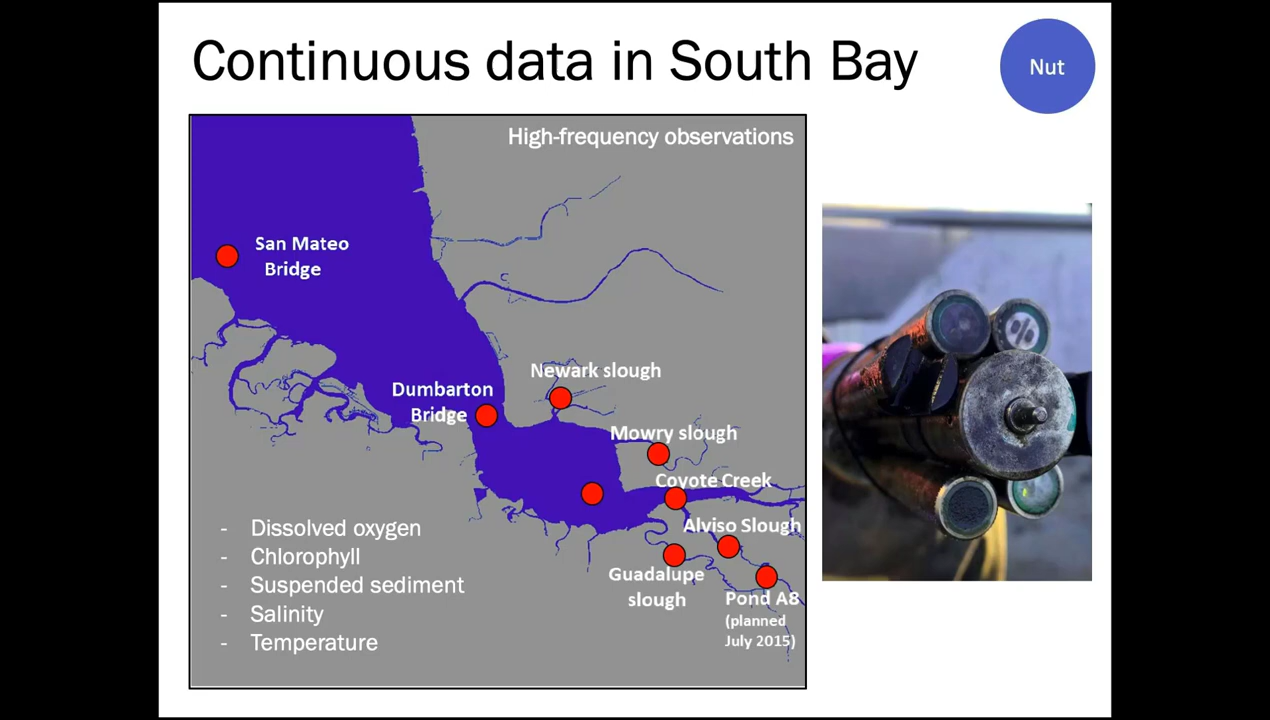 Continuous data in South Bay
Nut
High-frequency observations
San Mateo
Bridge
Newark slough
Dumbarton
Bridge
Mowry slough
Coyote Creek
Alviso Slough
Guadalupe
slough
Pond A8
(planned
July 2015)
- Dissolved oxygen
- Chlorophyll
- Suspended sediment
- Salinity
- Temperature